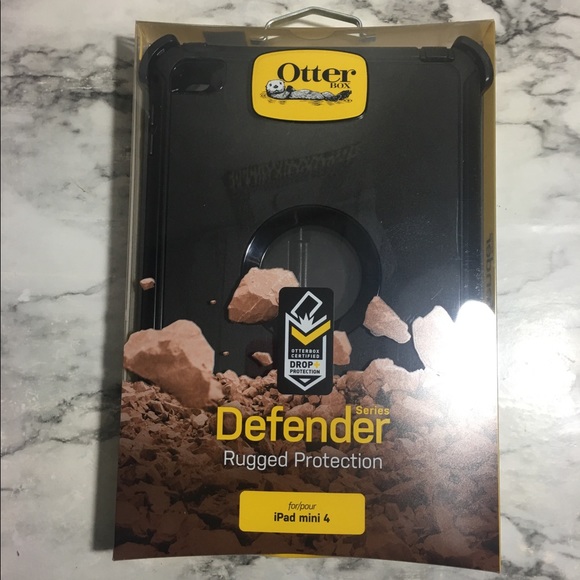 Otter
BOX
OTTERBOX
CERTIFIED
DROP+
PROTECTION
Defender
Series
Rugged Protection
for/pour
iPad mini 4